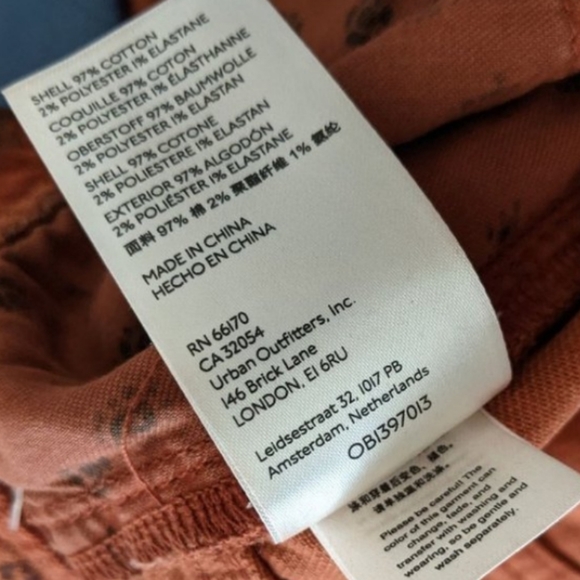 SHELL 97% COTTON
2% POLYESTER 1% ELASTANE
COQUILLE 97% COTON
2% POLYESTER 1% ÉLASTHANNE
OBERSTOFF 97% BAUMWOLLE
2% POLYESTER 1% ELASTAN
SHELL 97% COTONE
2% POLIESTERE 1% ELASTAN
EXTERIOR 97% ALGODÓN
2% POLIÉSTER 1% ELASTANE
面料 97% 棉 2% 聚酯纤维 1% 氨纶
MADE IN CHINA
HECHO EN CHINA
RN 66170
CA 32054
Urban Outfitters, Inc.
146 Brick Lane
LONDON, E1 6RU
Leidsestraat 32, 1017 PB
Amsterdam, Netherlands
OB1397013
Please be careful! The
color of this garment can
change, fade, and
transfer with washing and
wearing, so be gentle and
wash separately.